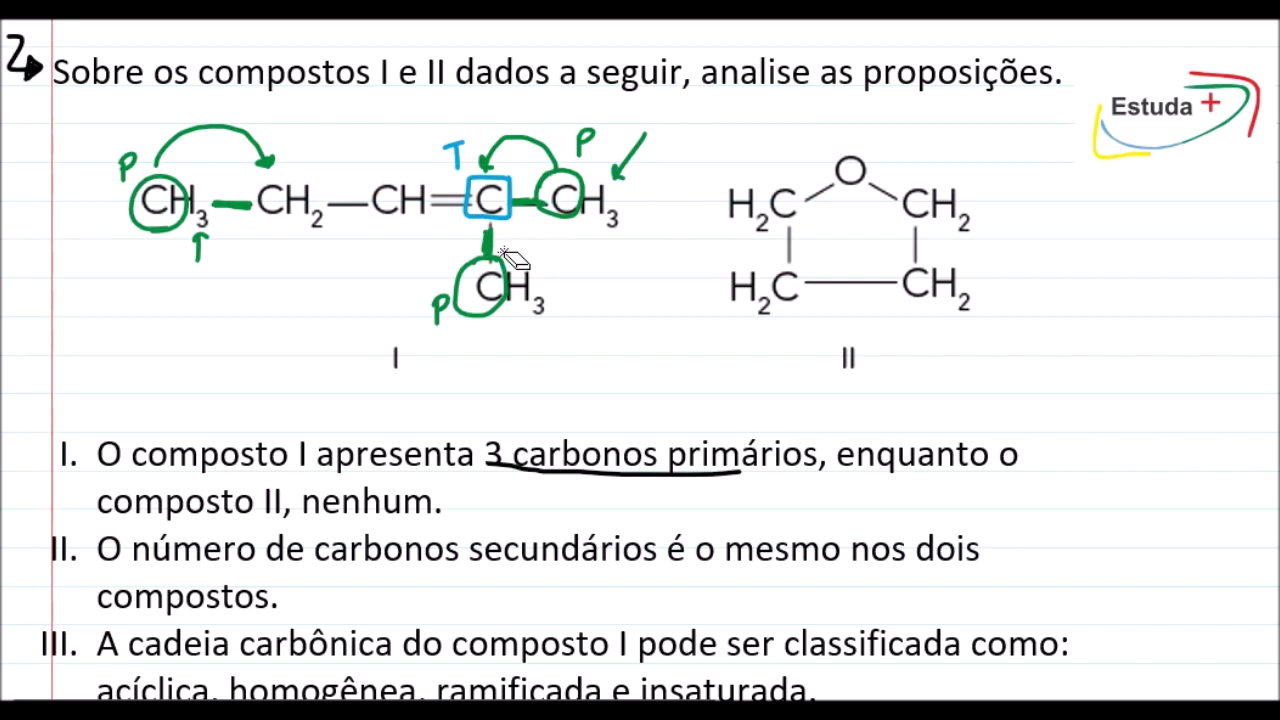 2 Sobre os compostos I e II dados a seguir, analise as proposições.
Estuda +
P T P
CH3—CH2—CH=C—CH3
P CH3
O
H2C CH2
H2C—CH2
I II
I. O composto I apresenta 3 carbonos primários, enquanto o
composto II, nenhum.
II. O número de carbonos secundários é o mesmo nos dois
compostos.
III. A cadeia carbônica do composto I pode ser classificada como:
acíclica, homogênea, ramificada e insaturada.